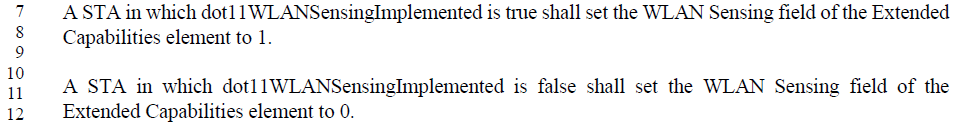 7 A STA in which dot11WLANSensingImplemented is true shall set the WLAN Sensing field of the Extended
8 Capabilities element to 1.
9
10
11 A STA in which dot11WLANSensingImplemented is false shall set the WLAN Sensing field of the
12 Extended Capabilities element to 0.